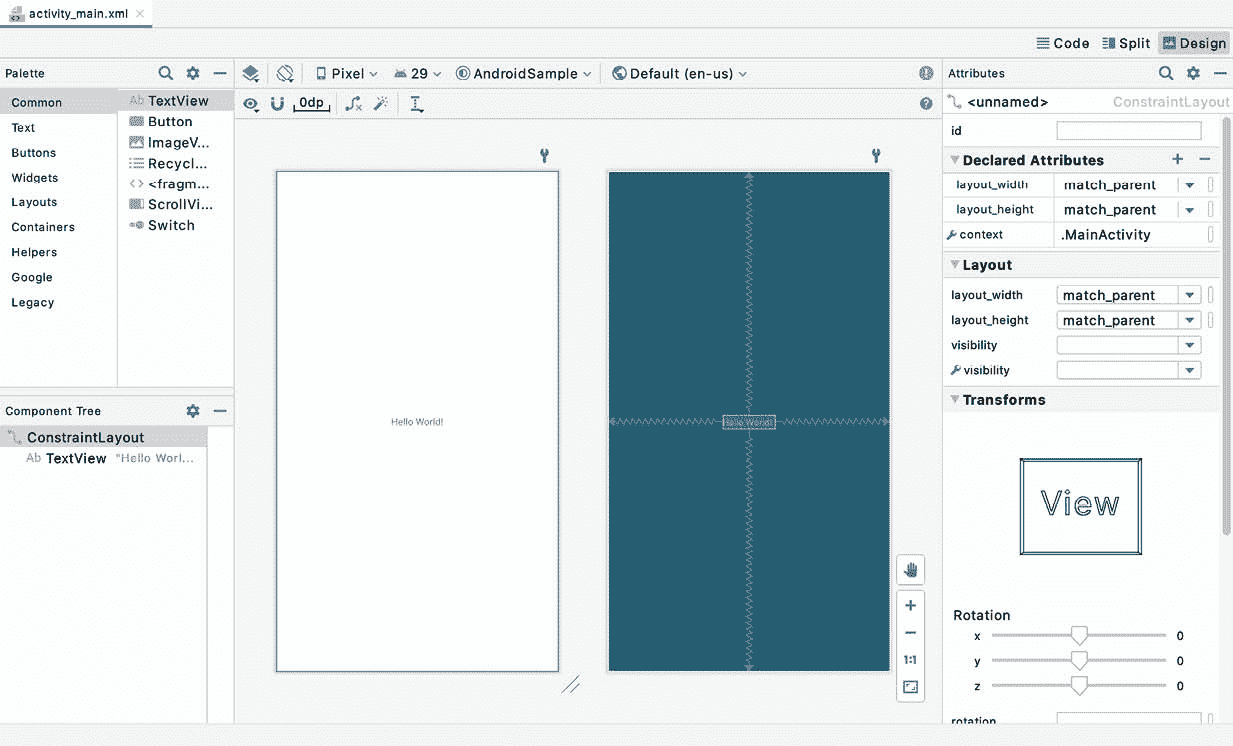 activity_main.xml
Code Split Design
Palette
Pixel 29 AndroidSample Default (en-us)
Attributes
0dp
Common
Text
Buttons
Widgets
Layouts
Containers
Helpers
Google
Legacy
Ab TextView
Button
ImageV...
Recycl...
<> <fragm...
ScrollVi...
Switch
Component Tree
ConstraintLayout
Ab TextView "Hello Worl...
Hello World!
Hello World!
1:1
<unnamed> ConstraintLayout
id
Declared Attributes
layout_width match_parent
layout_height match_parent
context .MainActivity
Layout
layout_width match_parent
layout_height match_parent
visibility
visibility
Transforms
View
Rotation
x 0
y 0
z 0
rotation